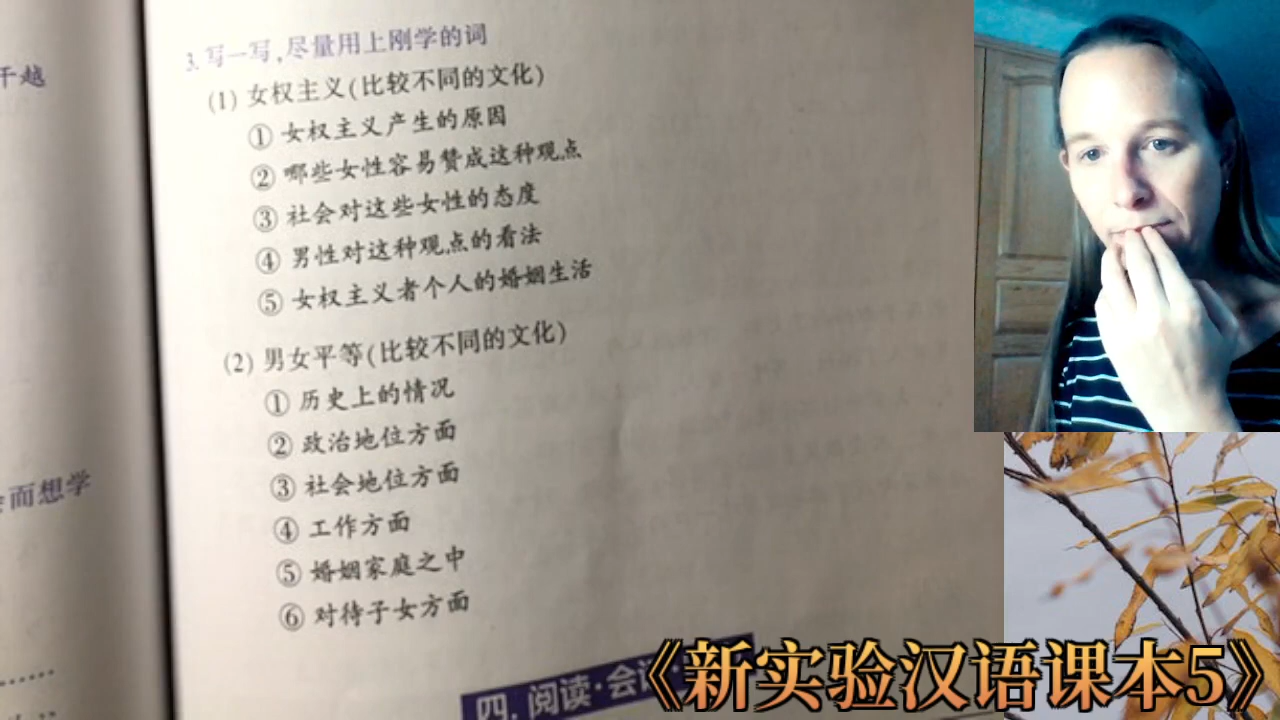 干越
而想学
3. 写一写,尽量用上刚学的词
(1) 女权主义(比较不同的文化)
① 女权主义产生的原因
② 哪些女性容易赞成这种观点
③ 社会对这些女性的态度
④ 男性对这种观点的看法
⑤ 女权主义者个人的婚姻生活
(2) 男女平等(比较不同的文化)
① 历史上的情况
② 政治地位方面
③ 社会地位方面
④ 工作方面
⑤ 婚姻家庭之中
⑥ 对待子女方面
四. 阅读·会
《新实验汉语课本5》